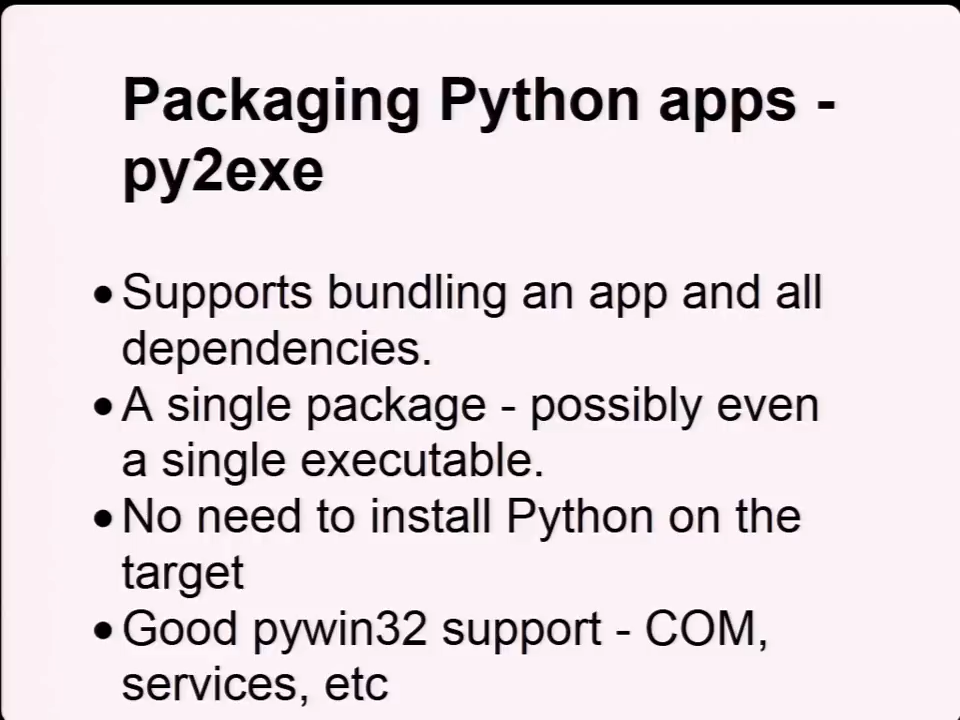 Packaging Python apps -
py2exe
• Supports bundling an app and all
dependencies.
• A single package - possibly even
a single executable.
• No need to install Python on the
target
• Good pywin32 support - COM,
services, etc